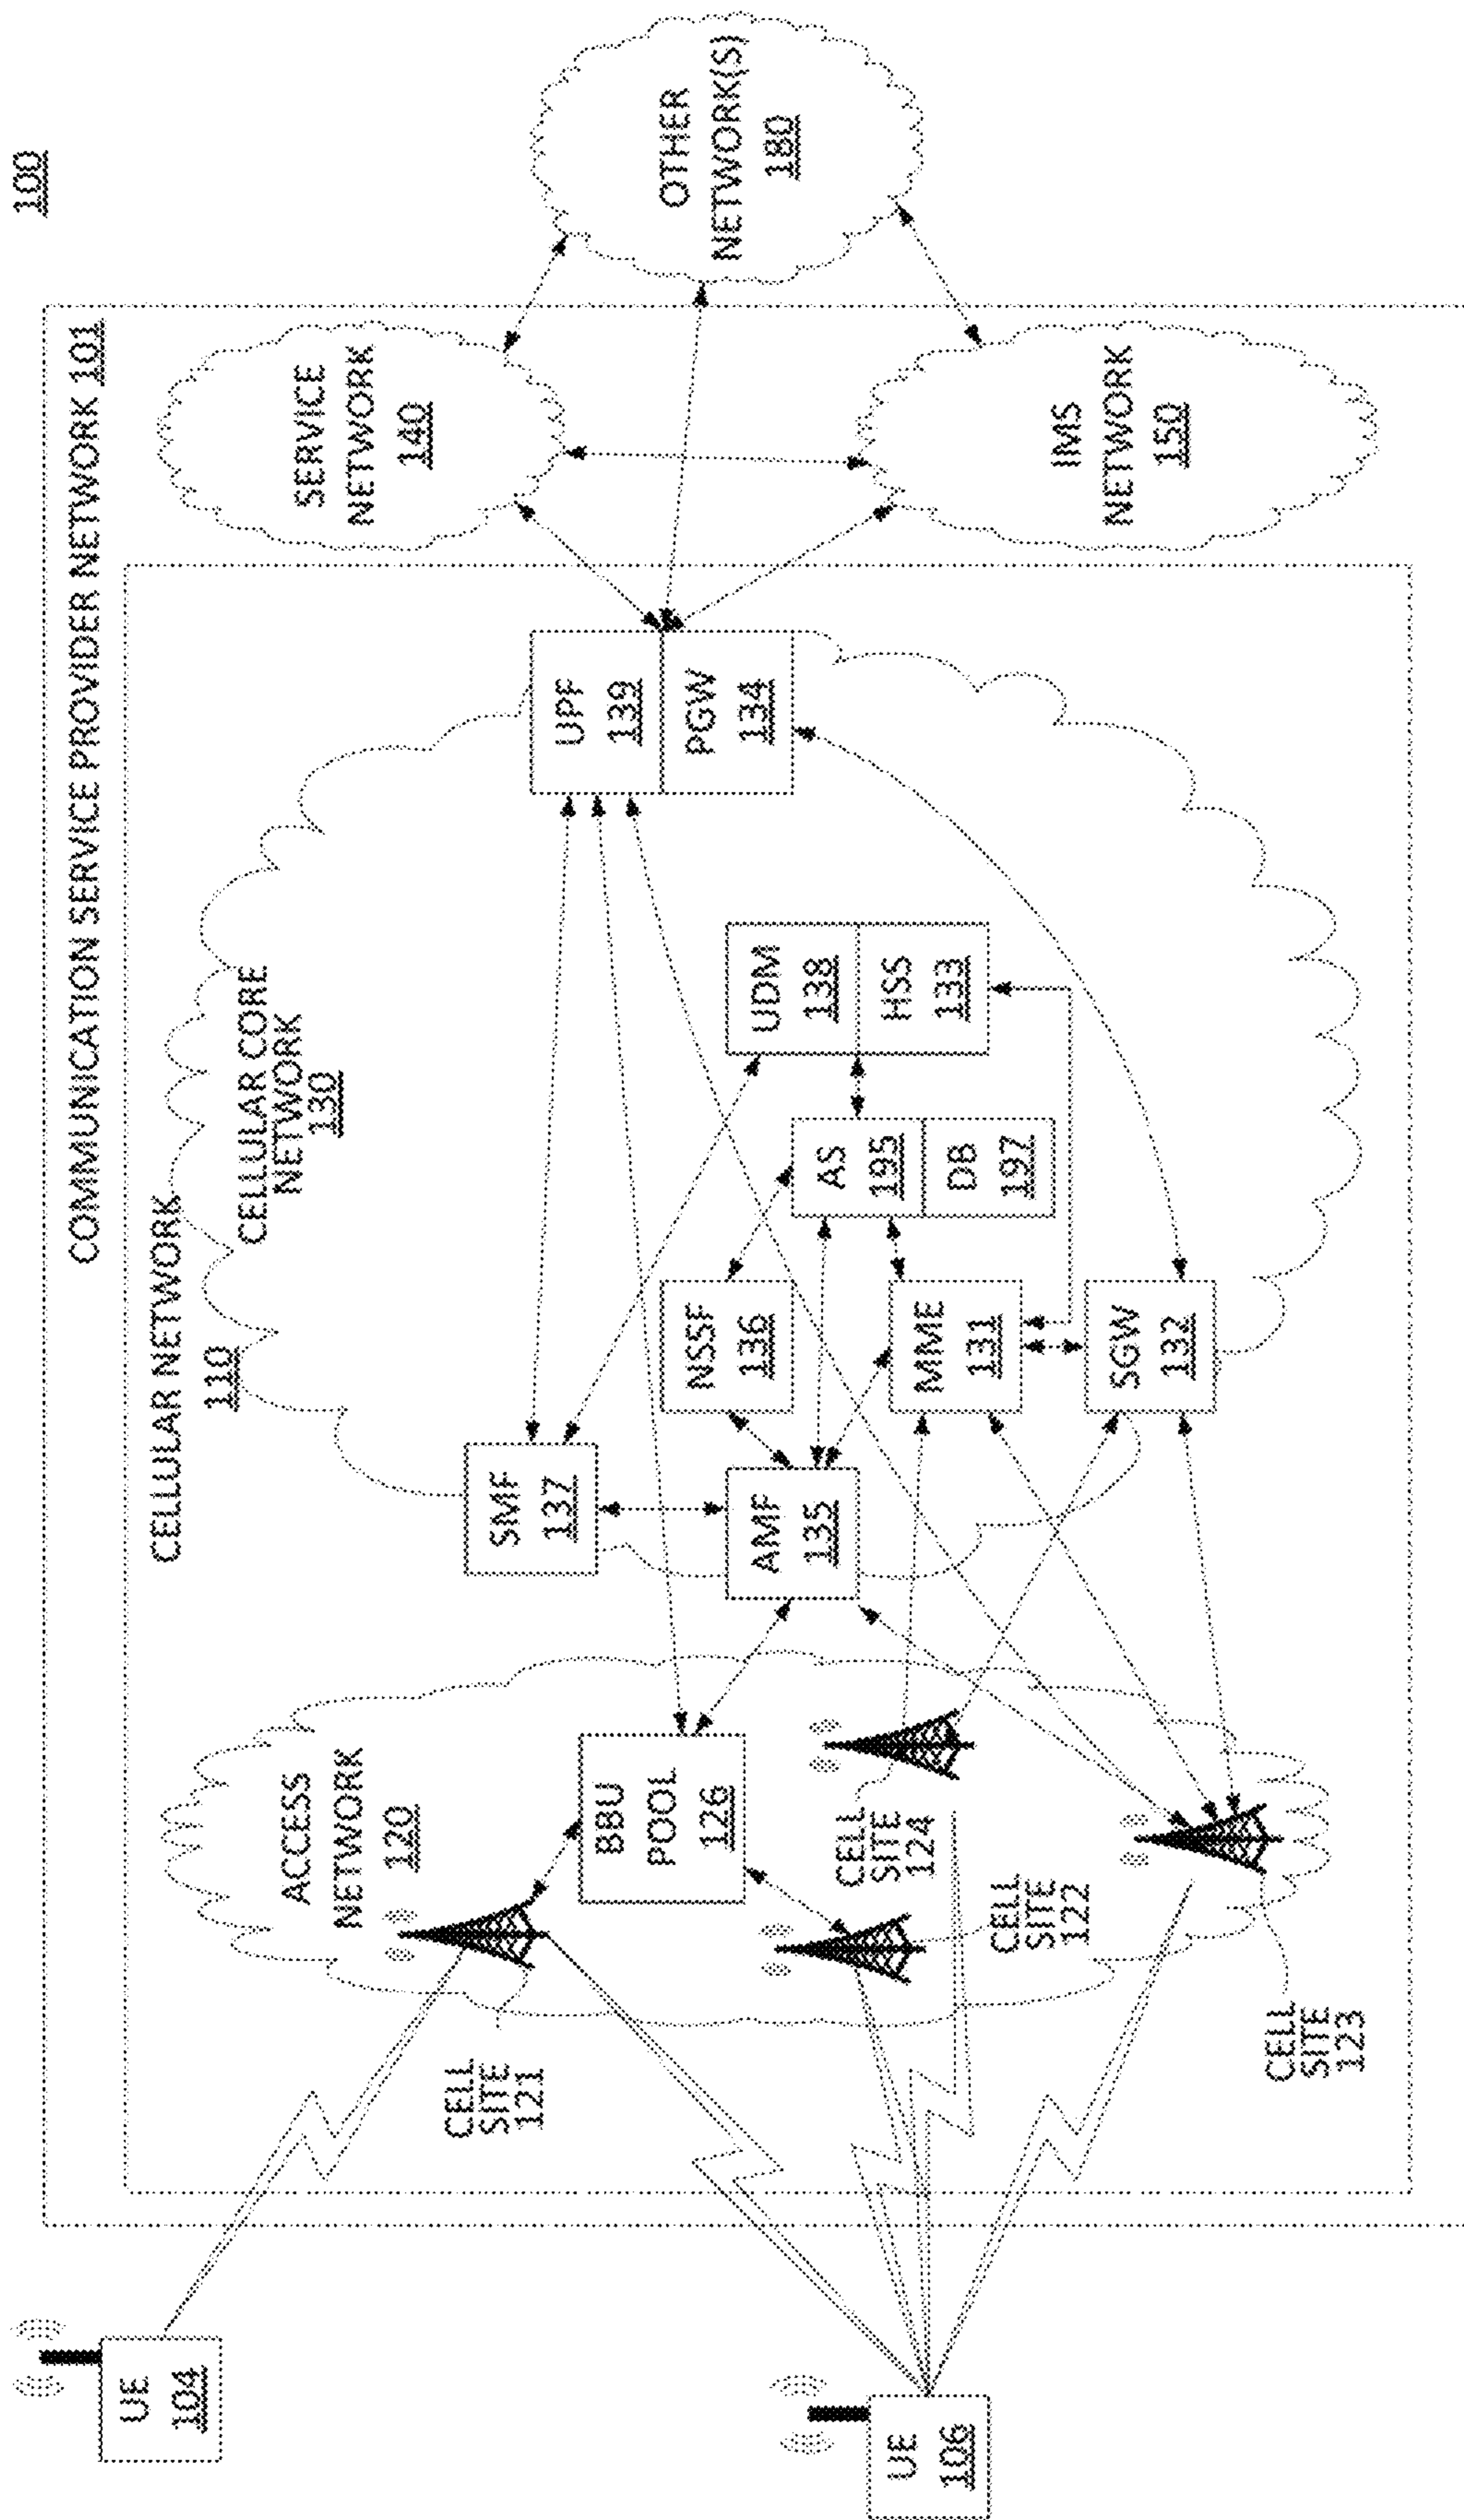 100
COMMUNICATION SERVICE PROVIDER NETWORK 101
CELLULAR NETWORK
110
CELLULAR CORE
NETWORK
130
ACCESS
NETWORK
120
SERVICE
NETWORK
140
OTHER
NETWORK(S)
180
IMS
NETWORK
150
UE
104
UE
106
CELL
SITE
121
BBU
POOL
126
CELL
SITE
124
CELL
SITE
122
CELL
SITE
123
SMF
137
AMF
135
NSSF
136
MME
131
SGW
132
AS
195
DB
197
UDM
138
HSS
133
UPF
139
PGW
134